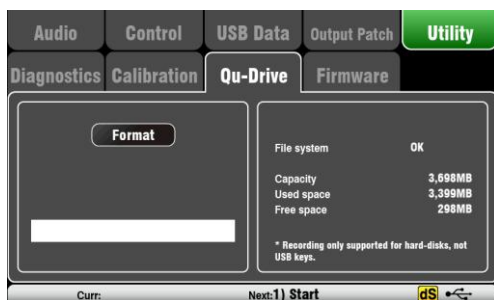 Audio Control USB Data Output Patch Utility
Diagnostics Calibration Qu-Drive Firmware
Format
File system OK
Capacity 3,698MB
Used space 3,399MB
Free space 298MB
* Recording only supported for hard-disks, not
USB keys.
Curr: Next:1) Start dS